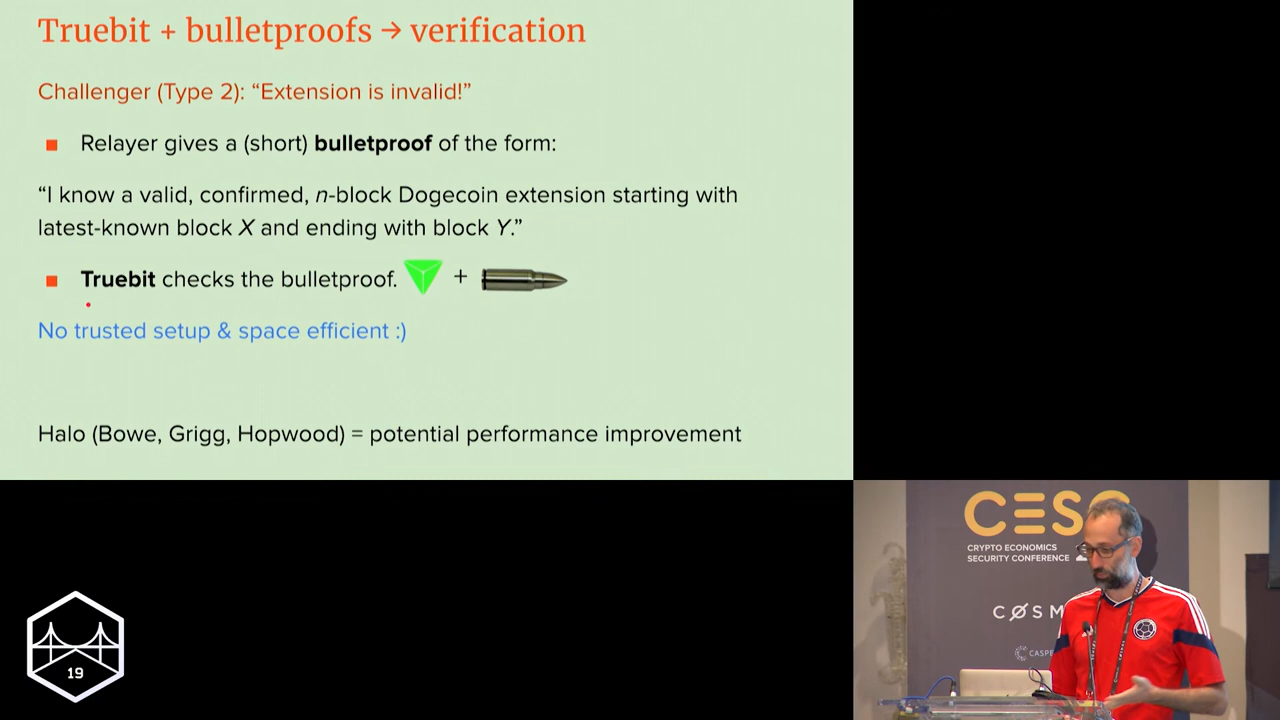 Truebit + bulletproofs → verification
Challenger (Type 2): “Extension is invalid!”
▪ Relayer gives a (short) bulletproof of the form:
“I know a valid, confirmed, n-block Dogecoin extension starting with
latest-known block X and ending with block Y.”
▪ Truebit checks the bulletproof. +
No trusted setup & space efficient :)
Halo (Bowe, Grigg, Hopwood) = potential performance improvement
19
CESC
CRYPTO ECONOMICS
SECURITY CONFERENCE